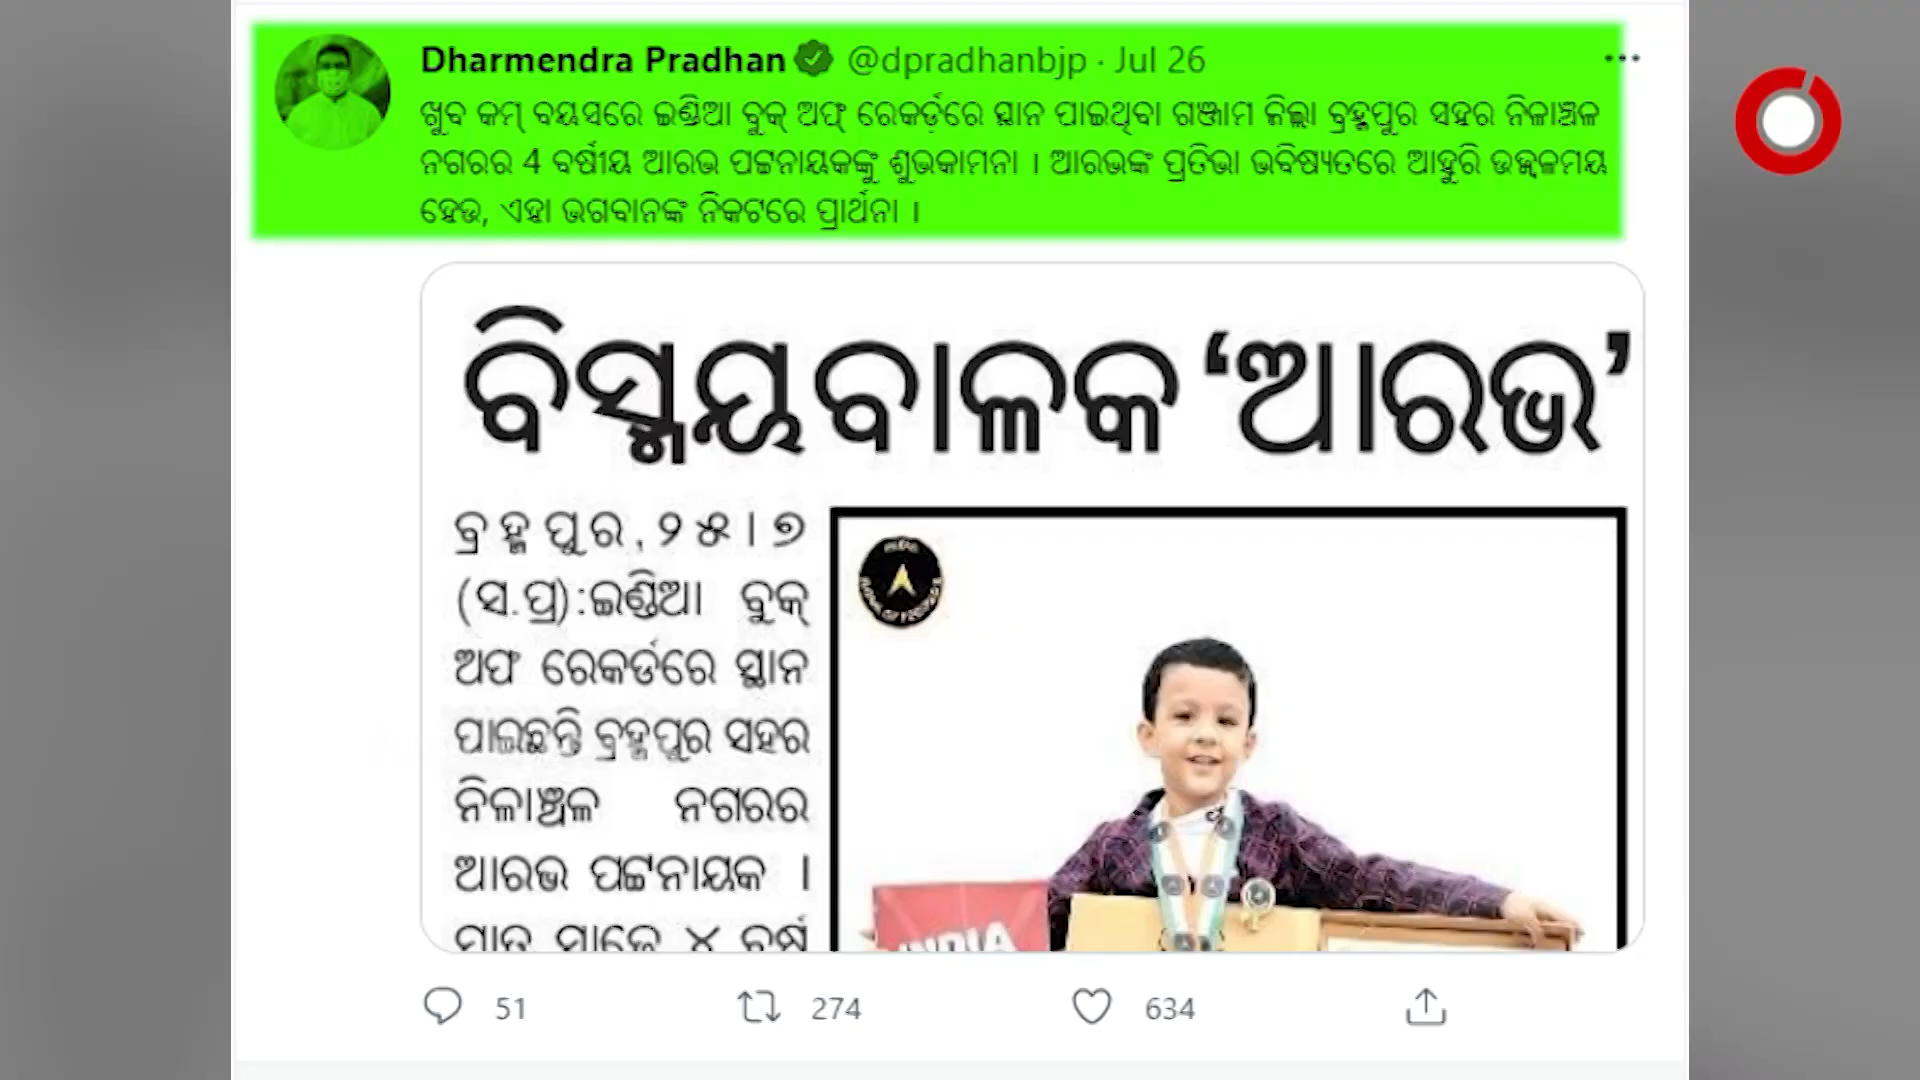 Dharmendra Pradhan @dpradhanbjp · Jul 26
ଖୁବ କମ୍ ବୟସରେ ଇଣ୍ଡିଆ ବୁକ୍ ଅଫ୍ ରେକର୍ଡ଼ରେ ସ୍ଥାନ ପାଇଥିବା ଗଞ୍ଜାମ ଜିଲ୍ଲା ବ୍ରହ୍ମପୁର ସହର ନିଳାଞ୍ଚଳ
ନଗରର 4 ବର୍ଷୀୟ ଆରଭ ପଟ୍ଟନାୟକଙ୍କୁ ଶୁଭକାମନା । ଆରଭଙ୍କ ପ୍ରତିଭା ଭବିଷ୍ୟତରେ ଆହୁରି ଉଜ୍ଜ୍ୱଳମୟ
ହେଉ, ଏହା ଭଗବାନଙ୍କ ନିକଟରେ ପ୍ରାର୍ଥନା ।
ବିସ୍ମୟ ବାଳକ ‘ଆରଭ’
ବ୍ରହ୍ମପୁର,୨୫।୭
(ସ.ପ୍ର):ଇଣ୍ଡିଆ ବୁକ୍
ଅଫ ରେକର୍ଡରେ ସ୍ଥାନ
ପାଇଛନ୍ତି ବ୍ରହ୍ମପୁର ସହର
ନିଳାଞ୍ଚଳ ନଗରର
ଆରଭ ପଟ୍ଟନାୟକ ।
ମାତ୍ର ସାଢେ ୪ ବର୍ଷ
INDIA
51 274 634